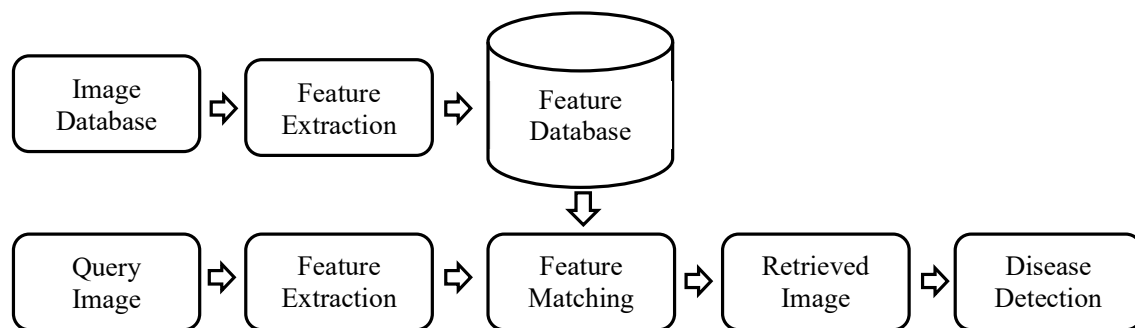 Image
Database
Feature
Extraction
Feature
Database
Query
Image
Feature
Extraction
Feature
Matching
Retrieved
Image
Disease
Detection